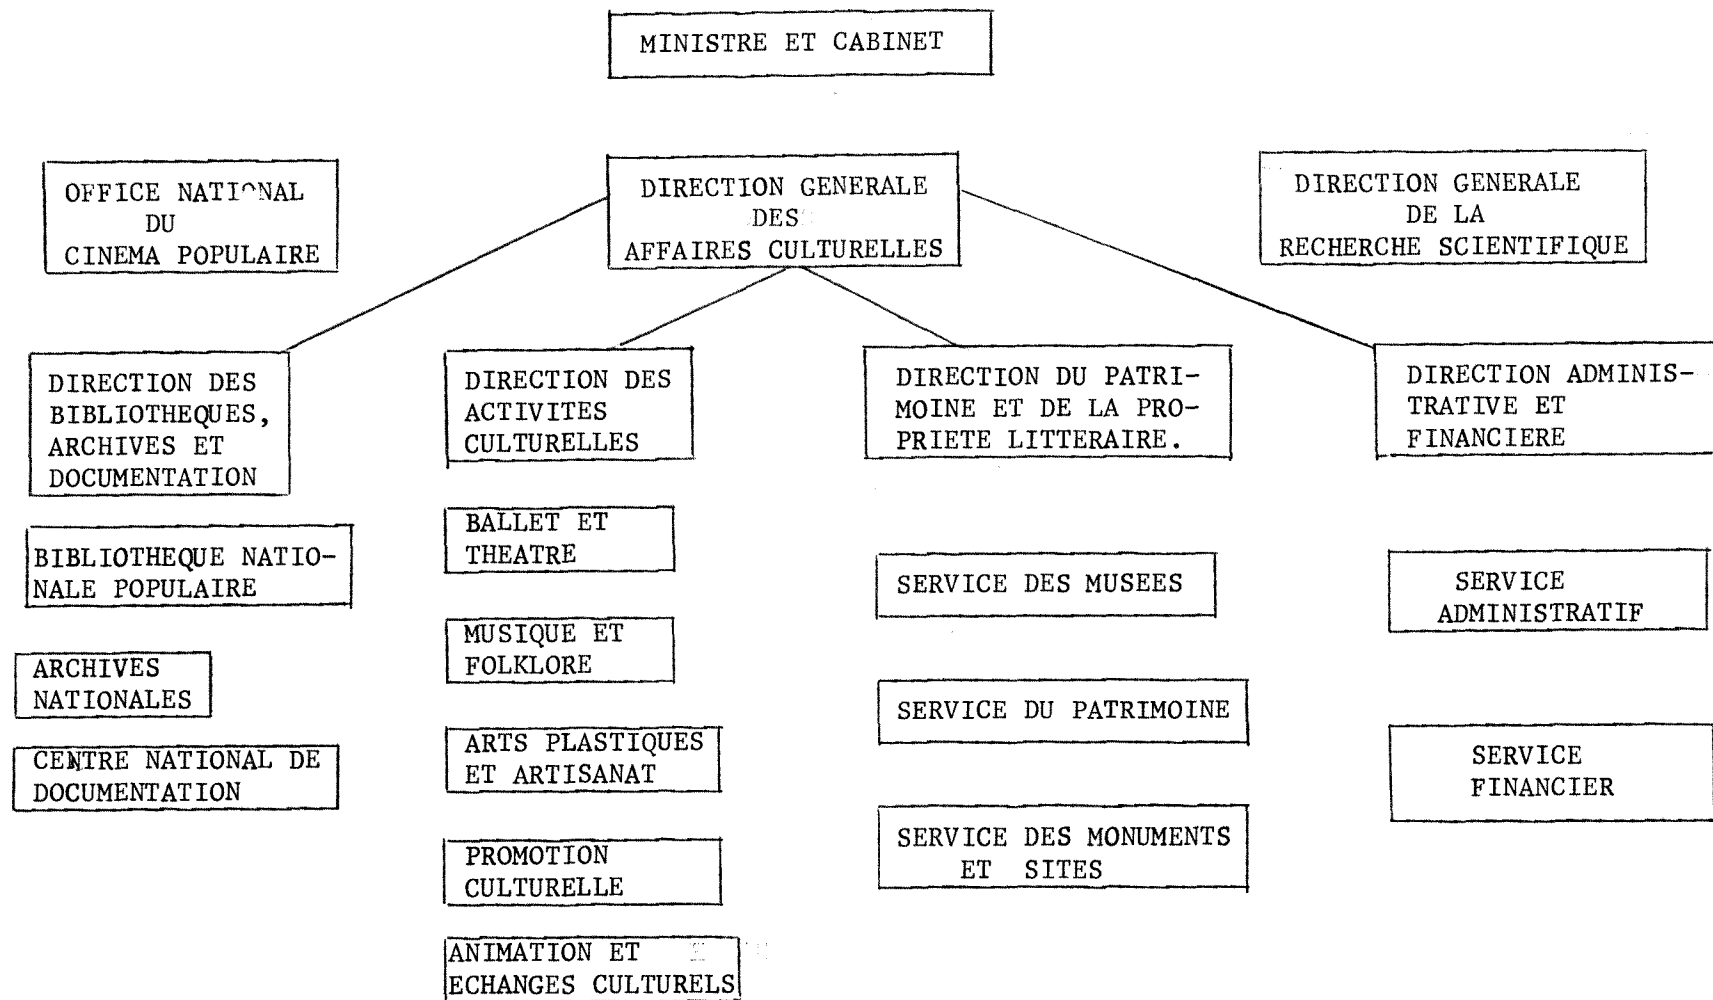 MINISTRE ET CABINET
OFFICE NATIONAL
DU
CINEMA POPULAIRE
DIRECTION GENERALE
DES
AFFAIRES CULTURELLES
DIRECTION GENERALE
DE LA
RECHERCHE SCIENTIFIQUE
DIRECTION DES
BIBLIOTHEQUES,
ARCHIVES ET
DOCUMENTATION
BIBLIOTHEQUE NATIO-
NALE POPULAIRE
ARCHIVES
NATIONALES
CENTRE NATIONAL DE
DOCUMENTATION
DIRECTION DES
ACTIVITES
CULTURELLES
BALLET ET
THEATRE
MUSIQUE ET
FOLKLORE
ARTS PLASTIQUES
ET ARTISANAT
PROMOTION
CULTURELLE
ANIMATION ET
ECHANGES CULTURELS
DIRECTION DU PATRI-
MOINE ET DE LA PRO-
PRIETE LITTERAIRE.
SERVICE DES MUSEES
SERVICE DU PATRIMOINE
SERVICE DES MONUMENTS
ET SITES
DIRECTION ADMINIS-
TRATIVE ET
FINANCIERE
SERVICE
ADMINISTRATIF
SERVICE
FINANCIER